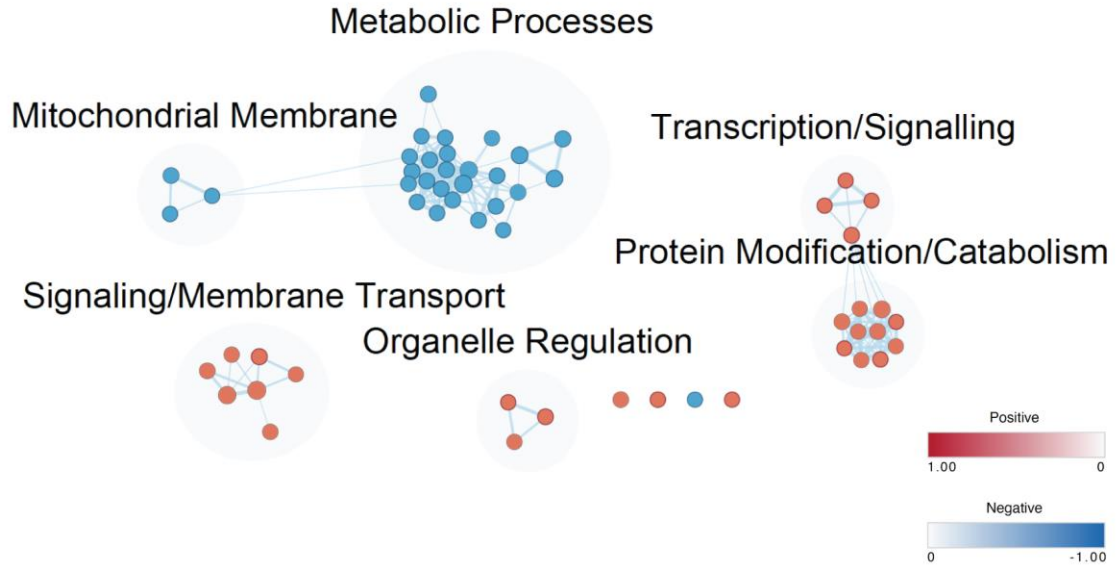 Metabolic Processes
Mitochondrial Membrane
Transcription/Signalling
Protein Modification/Catabolism
Signaling/Membrane Transport
Organelle Regulation
Positive
1.00 0
Negative
0 -1.00